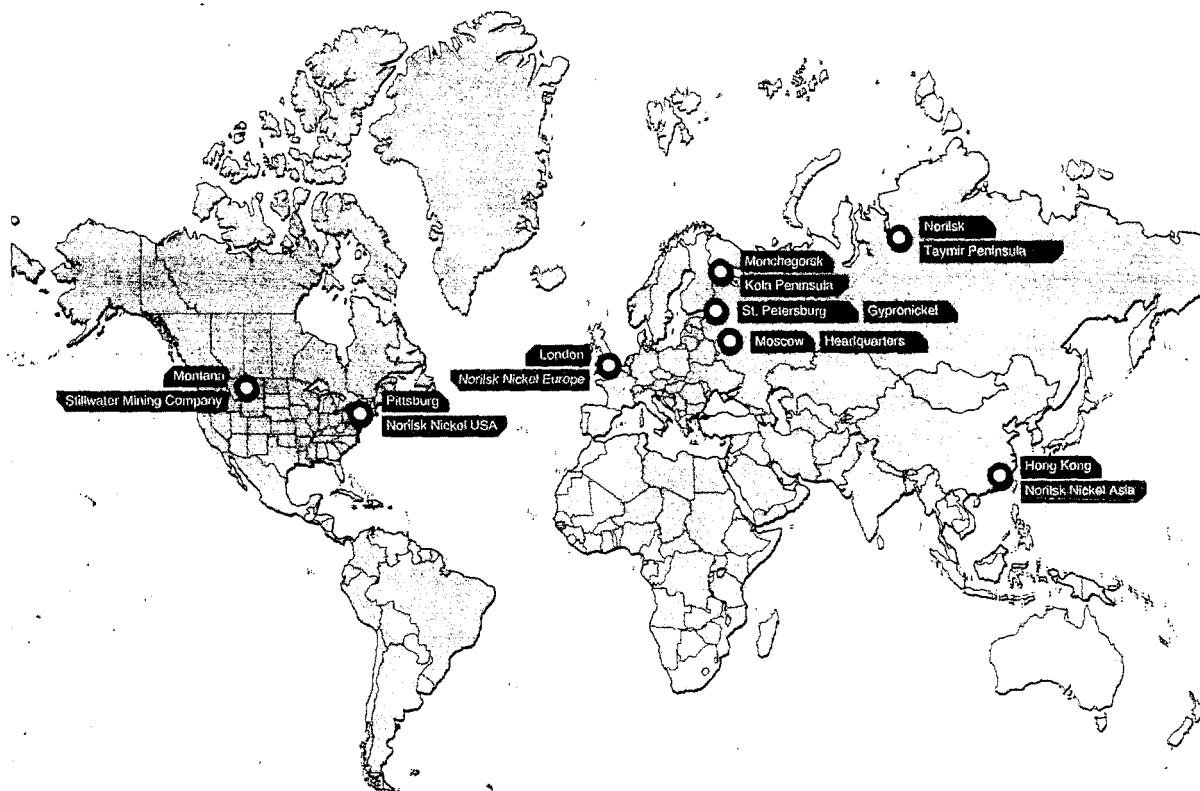 Norilsk
Taymir Peninsula
Monchegorsk
Kola Peninsula
St. Petersburg Gypronicket
Moscow Headquarters
London
Norilsk Nickel Europe
Montana
Stillwater Mining Company
Pittsburg
Norilsk Nickel USA
Hong Kong
Norilsk Nickel Asia